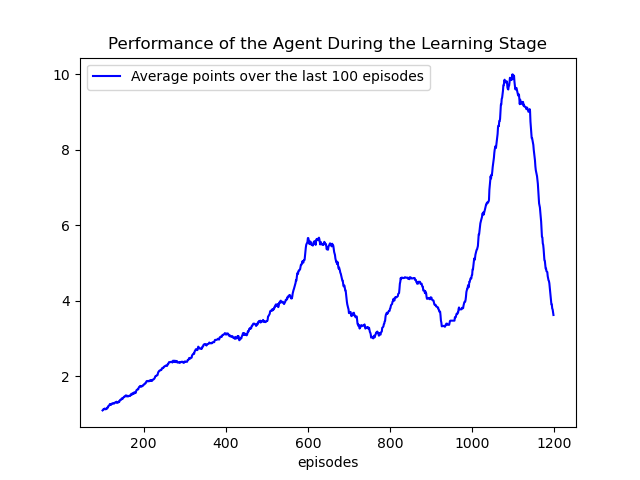 Performance of the Agent During the Learning Stage
Average points over the last 100 episodes
10
8
6
4
2
200 400 600 800 1000 1200
episodes